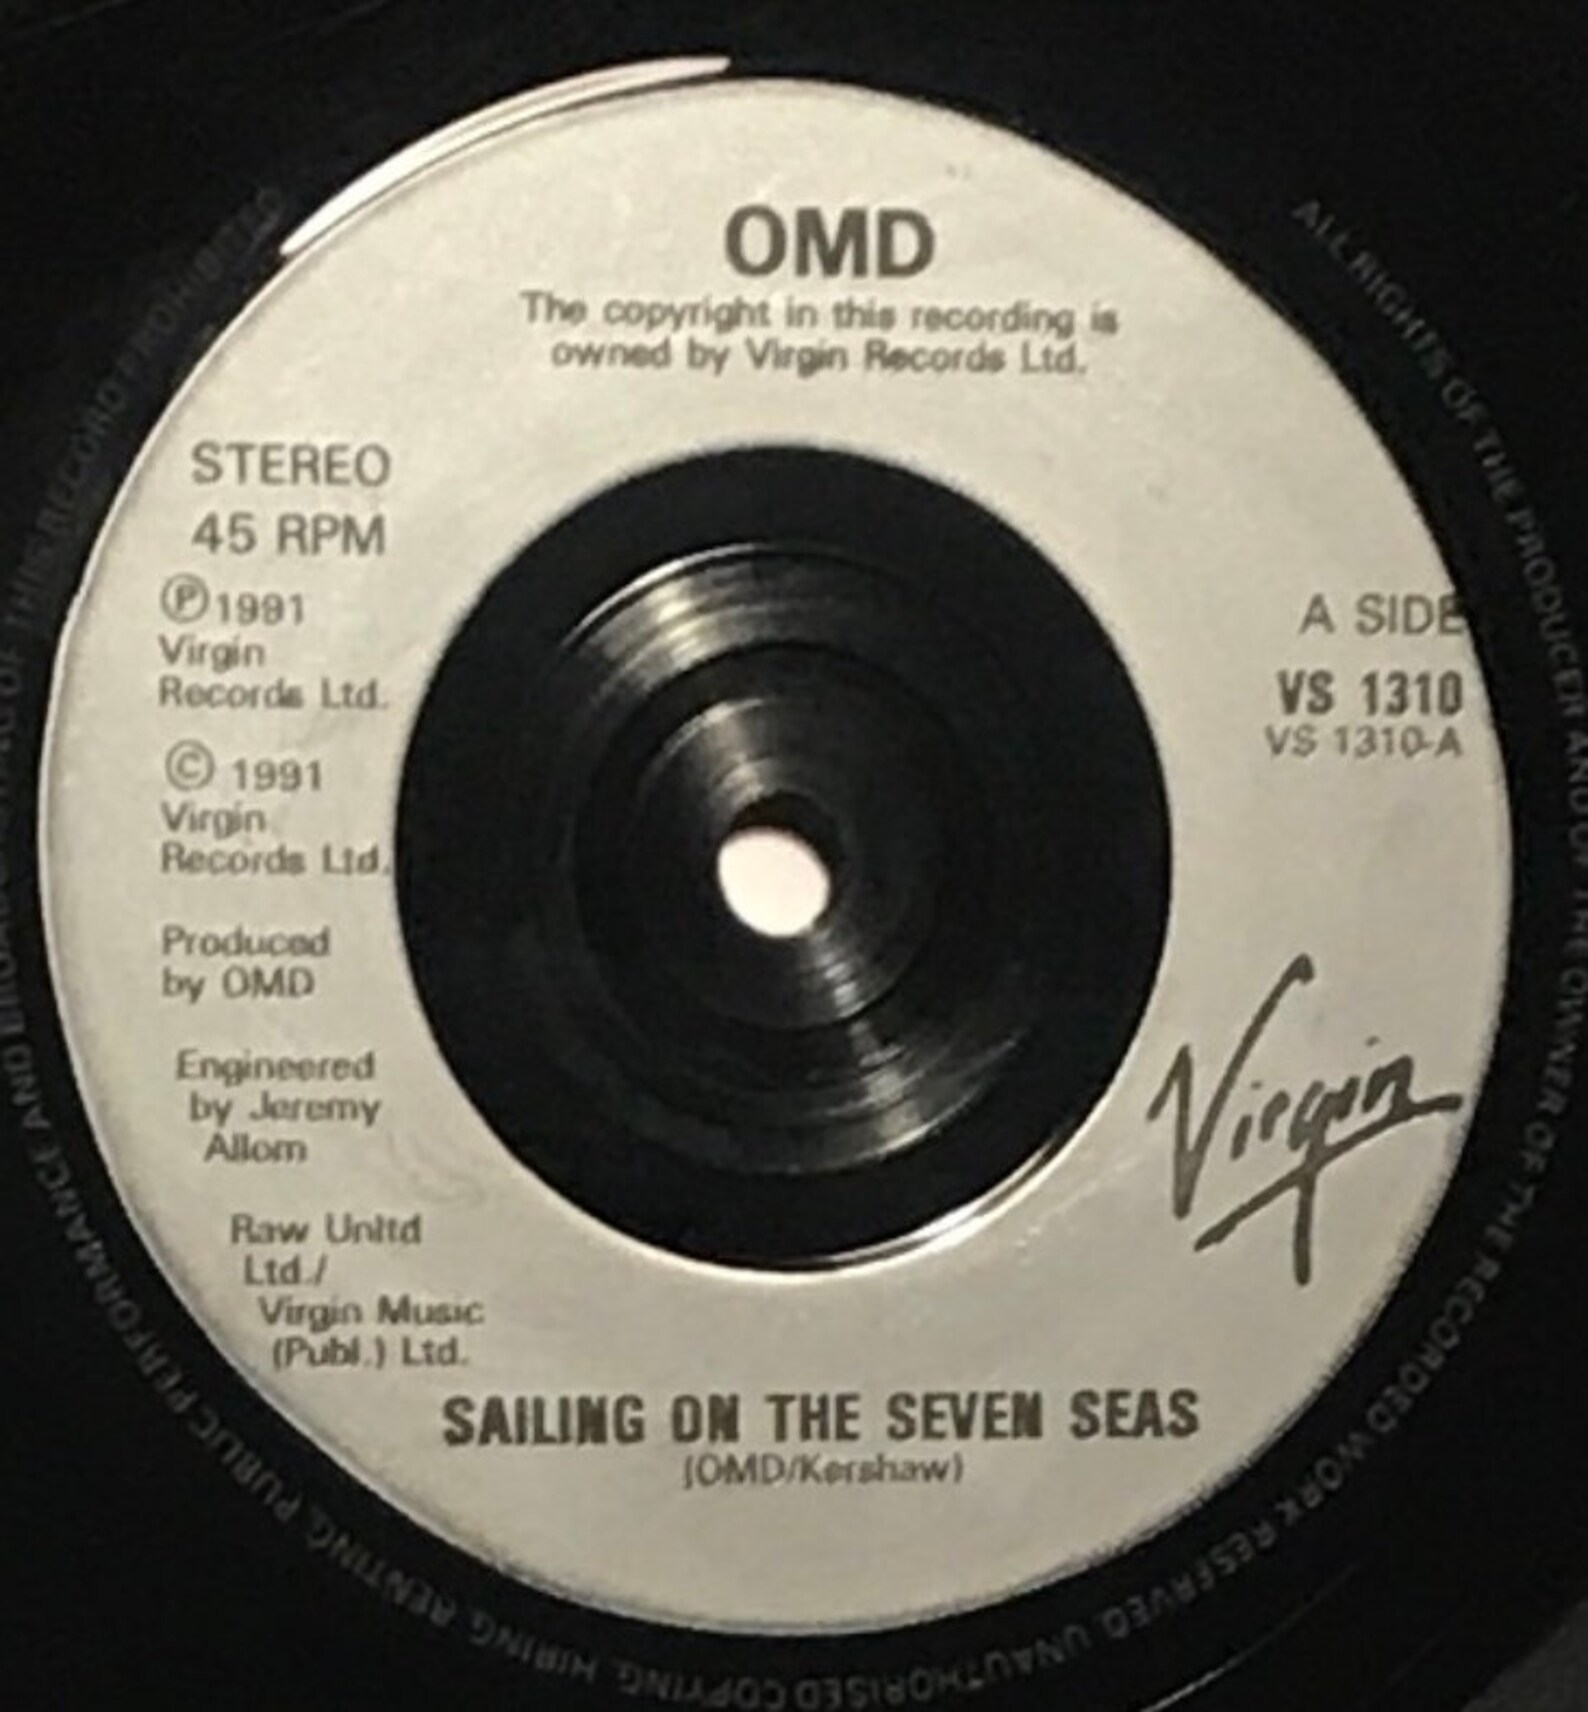 OMD
The copyright in this recording is
owned by Virgin Records Ltd.
STEREO
45 RPM
Ⓟ1991
Virgin
Records Ltd.
© 1991
Virgin
Records Ltd.
Produced
by OMD
Engineered
by Jeremy
Allom
Raw Unltd
Ltd./
Virgin Music
(Publ.) Ltd.
A SIDE
VS 1310
VS 1310-A
Virgin
SAILING ON THE SEVEN SEAS
(OMD/Kershaw)
ALL RIGHTS OF THE PRODUCER AND OF THE OWNER OF THE RECORDED WORK RESERVED. UNAUTHORISED COPYING, HIRING, RENTING, PUBLIC PERFORMANCE AND BROADCASTING OF THIS RECORD PROHIBITED